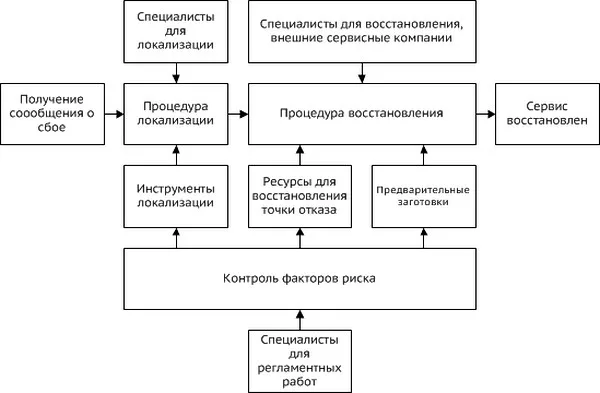 Специалисты
для
локализации
Специалисты для восстановления,
внешние сервисные компании
Получение
соообщения о
сбое
Процедура
локализации
Процедура восстановления
Сервис
восстановлен
Инструменты
локализации
Ресурсы для
восстановления
точки отказа
Предварительные
заготовки
Контроль факторов риска
Специалисты
для
регламентных
работ